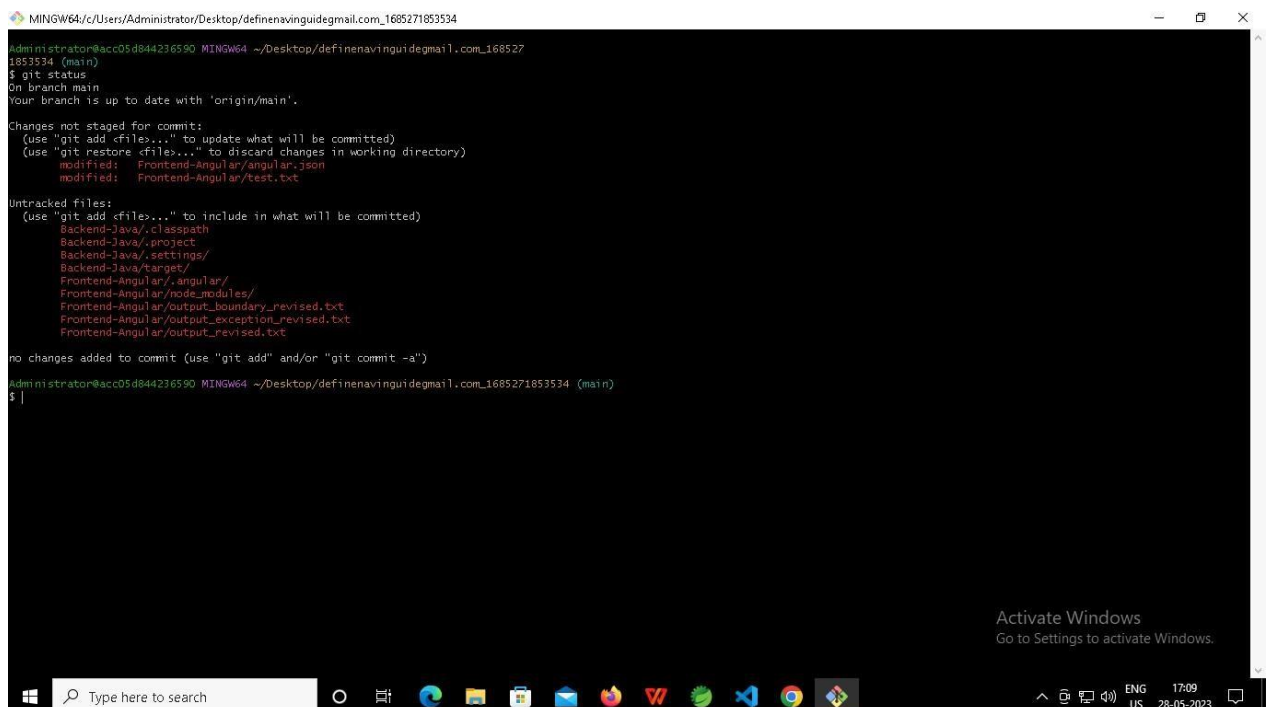 MINGW64:/c/Users/Administrator/Desktop/definenavinguidegmail.com_1685271853534
Administrator@acc05d844236590 MINGW64 ~/Desktop/definenavinguidegmail.com_168527
1853534 (main)
$ git status
On branch main
Your branch is up to date with 'origin/main'.
Changes not staged for commit:
(use "git add <file>..." to update what will be committed)
(use "git restore <file>..." to discard changes in working directory)
modified: Frontend-Angular/angular.json
modified: Frontend-Angular/test.txt
Untracked files:
(use "git add <file>..." to include in what will be committed)
Backend-Java/.classpath
Backend-Java/.project
Backend-Java/.settings/
Backend-Java/target/
Frontend-Angular/.angular/
Frontend-Angular/node_modules/
Frontend-Angular/output_boundary_revised.txt
Frontend-Angular/output_exception_revised.txt
Frontend-Angular/output_revised.txt
no changes added to commit (use "git add" and/or "git commit -a")
Administrator@acc05d844236590 MINGW64 ~/Desktop/definenavinguidegmail.com_1685271853534 (main)
$
Activate Windows
Go to Settings to activate Windows.
Type here to search
ENG
US
17:09
28-05-2023